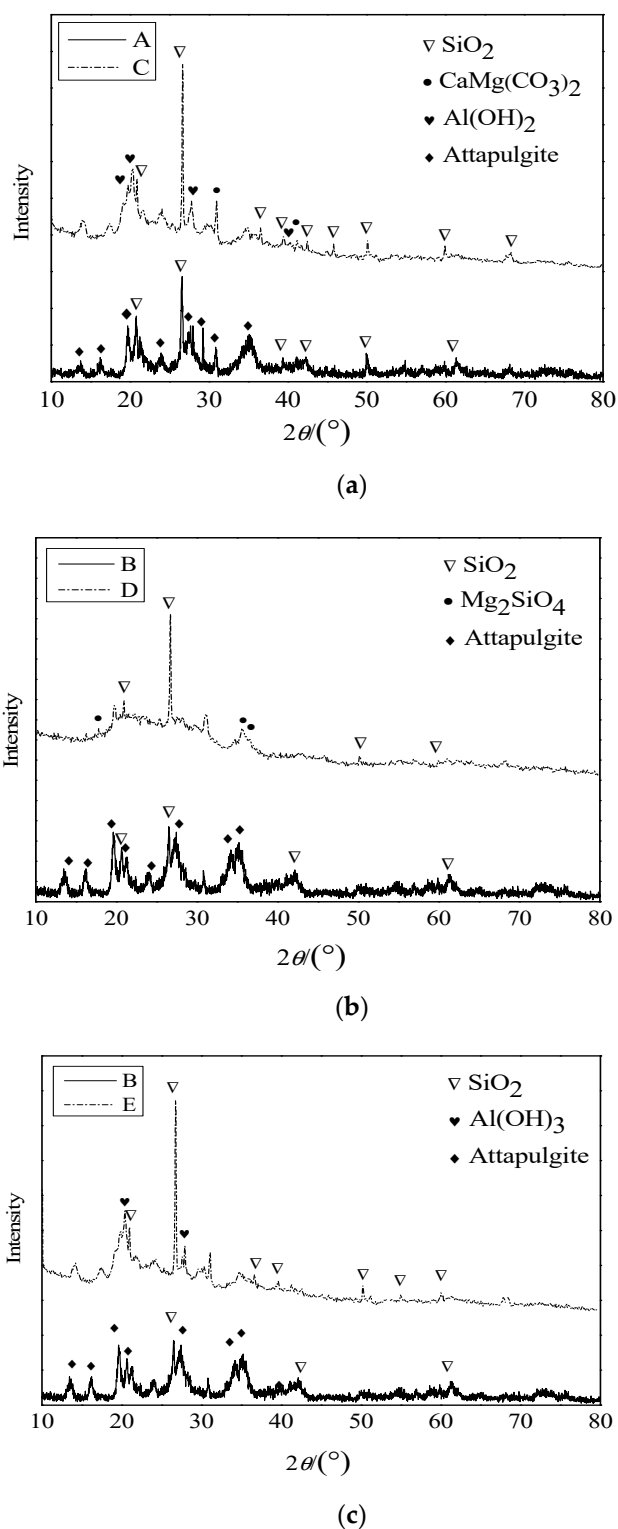 A
C
▽ SiO₂
● CaMg(CO₃)₂
♥ Al(OH)₂
◆ Attapulgite
Intensity
10 20 30 40 50 60 70 80
2θ/(°)
(a)
B
D
▽ SiO₂
● Mg₂SiO₄
◆ Attapulgite
Intensity
10 20 30 40 50 60 70 80
2θ/(°)
(b)
B
E
▽ SiO₂
♥ Al(OH)₃
◆ Attapulgite
Intensity
10 20 30 40 50 60 70 80
2θ/(°)
(c)